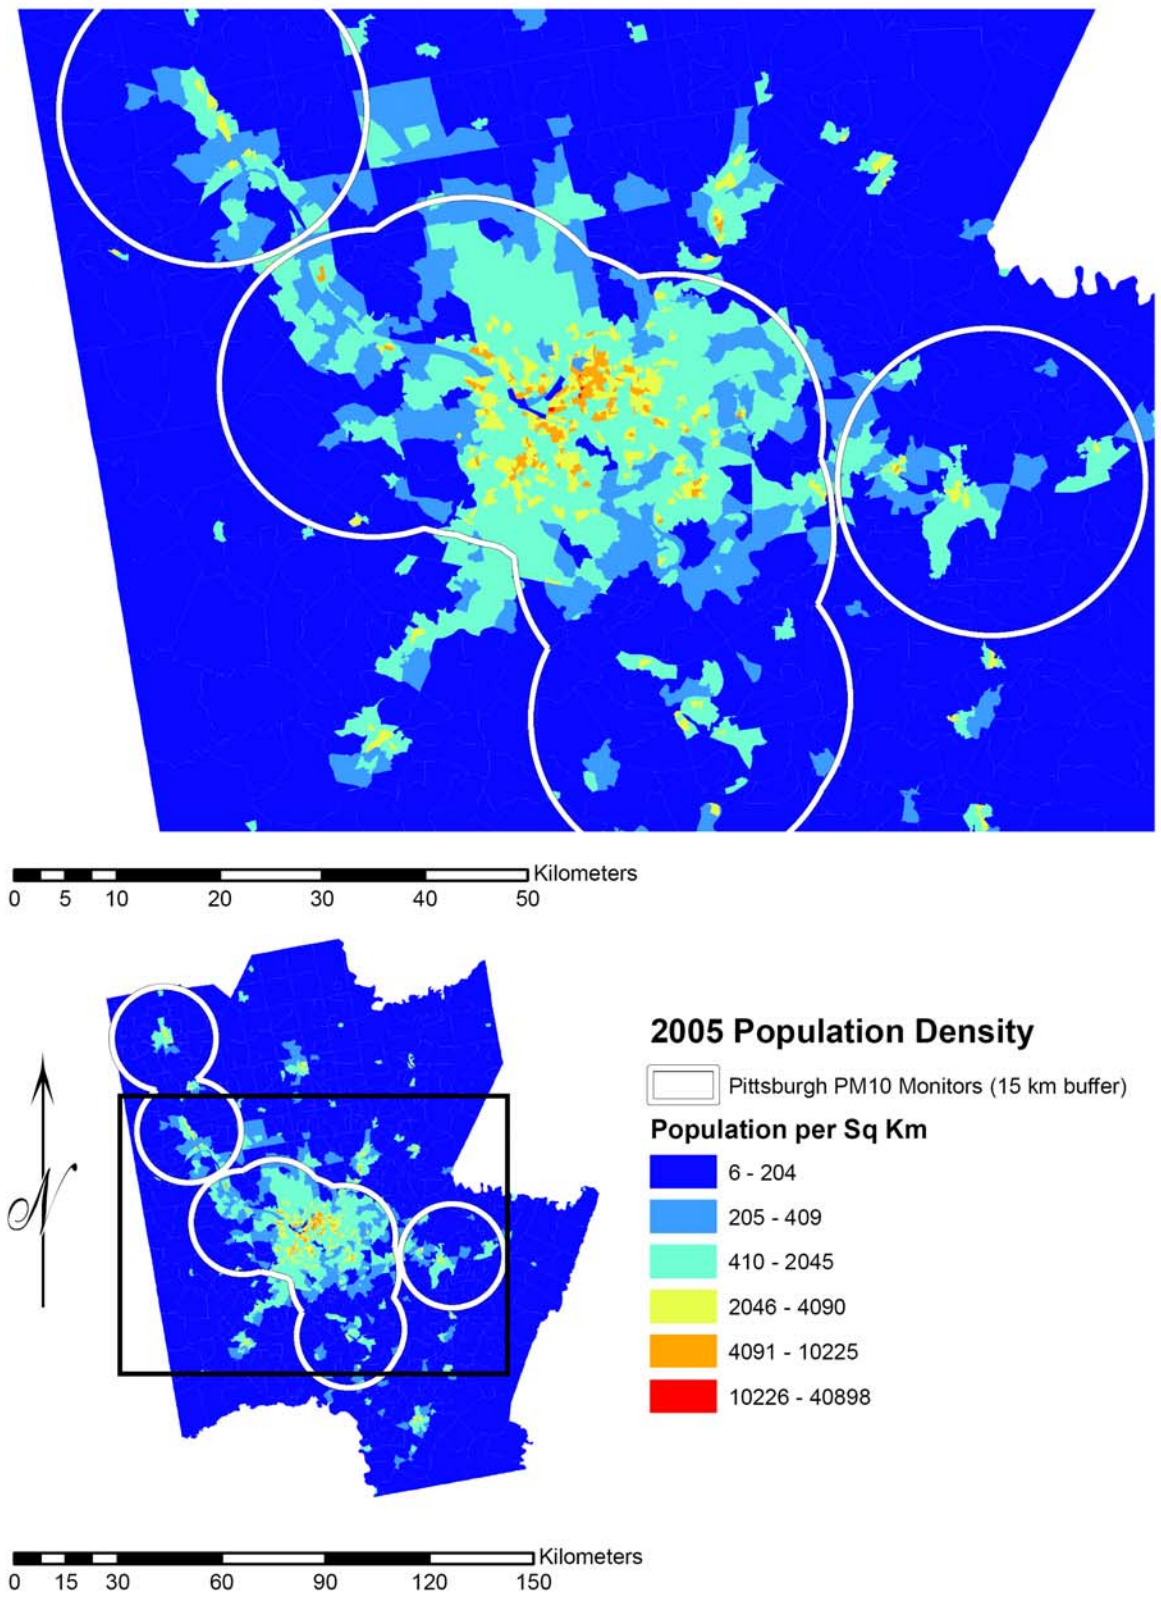 Kilometers
0 5 10 20 30 40 50
N
2005 Population Density
Pittsburgh PM10 Monitors (15 km buffer)
Population per Sq Km
6 - 204
205 - 409
410 - 2045
2046 - 4090
4091 - 10225
10226 - 40898
Kilometers
0 15 30 60 90 120 150